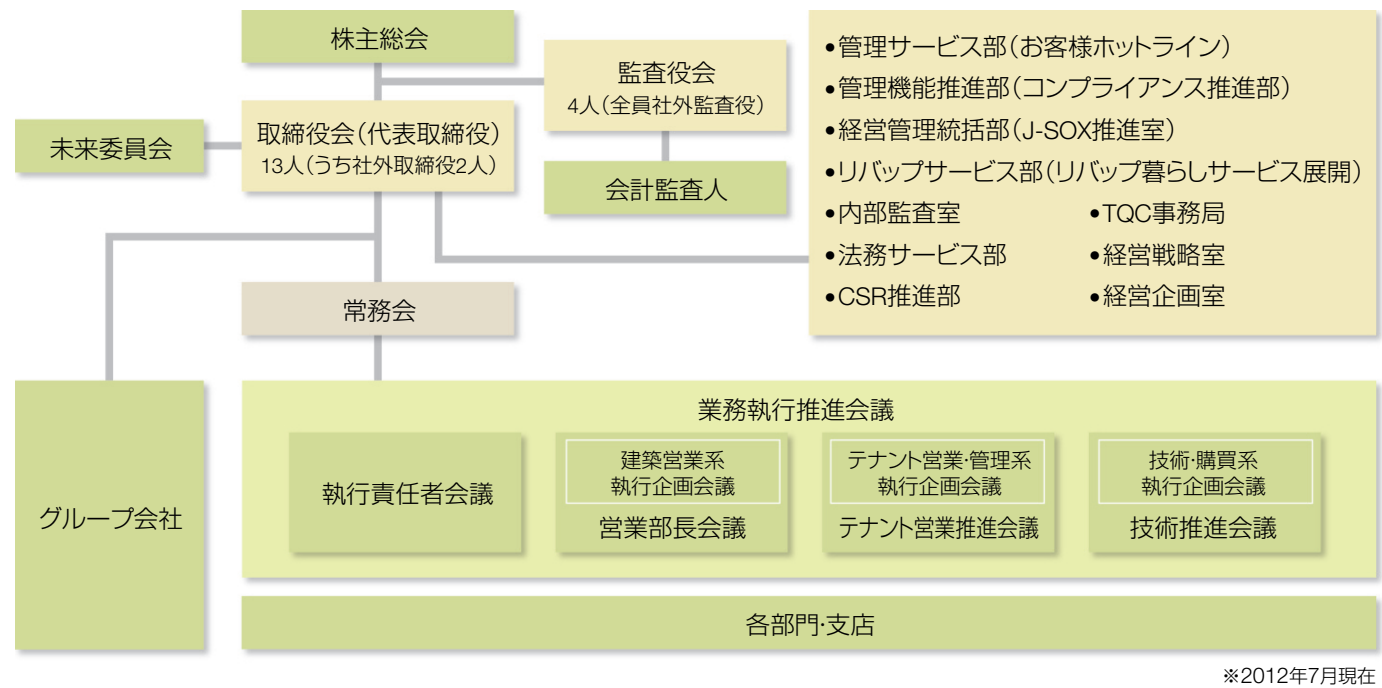 株主総会
監査役会
4人(全員社外監査役)
未来委員会
取締役会(代表取締役)
13人(うち社外取締役2人)
会計監査人
•管理サービス部(お客様ホットライン)
•管理機能推進部(コンプライアンス推進部)
•経営管理統括部(J-SOX推進室)
•リバップサービス部(リバップ暮らしサービス展開)
•内部監査室 •TQC事務局
•法務サービス部 •経営戦略室
•CSR推進部 •経営企画室
常務会
グループ会社
業務執行推進会議
執行責任者会議
建築営業系
執行企画会議
営業部長会議
テナント営業・管理系
執行企画会議
テナント営業推進会議
技術・購買系
執行企画会議
技術推進会議
各部門・支店
※2012年7月現在